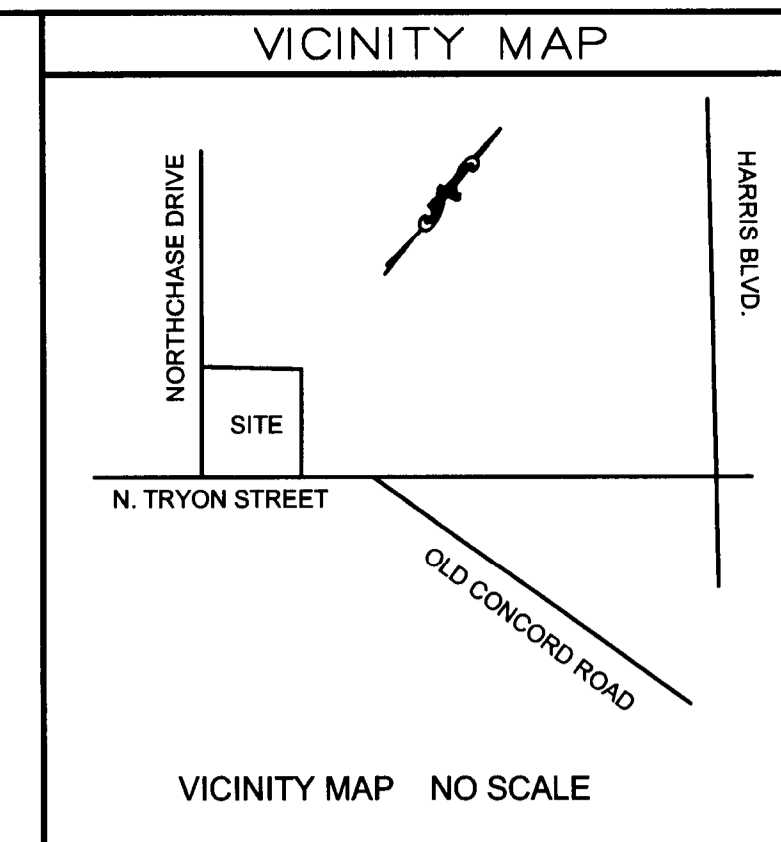 VICINITY MAP
NORTHCHASE DRIVE
HARRIS BLVD.
SITE
N. TRYON STREET
OLD CONCORD ROAD
VICINITY MAP NO SCALE